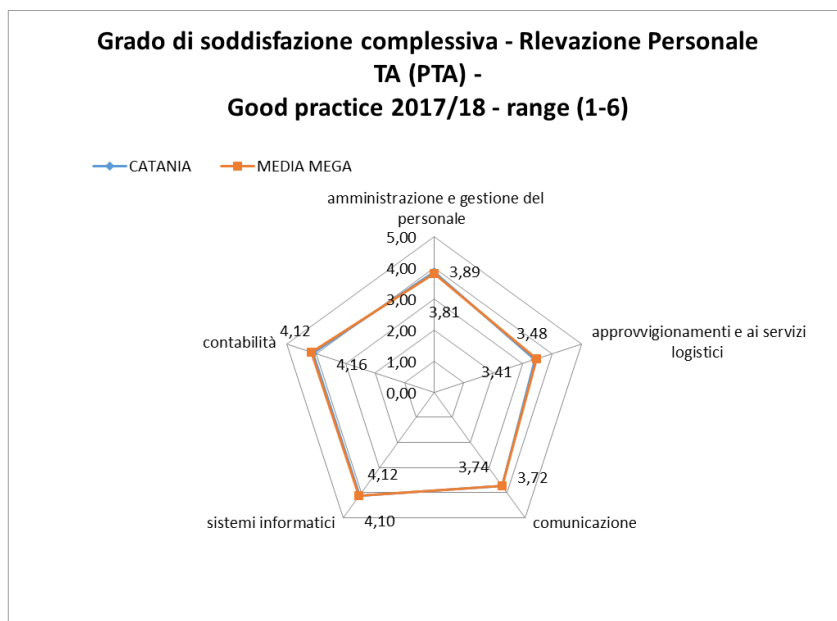 Grado di soddisfazione complessiva - Rlevazione Personale
TA (PTA) -
Good practice 2017/18 - range (1-6)
CATANIA
MEDIA MEGA
amministrazione e gestione del
personale
5,00
4,00
3,89
3,00
3,81
2,00
1,00
0,00
3,48
approvvigionamenti e ai servizi
logistici
3,41
4,12
contabilità
4,16
3,74
3,72
comunicazione
4,12
sistemi informatici
4,10